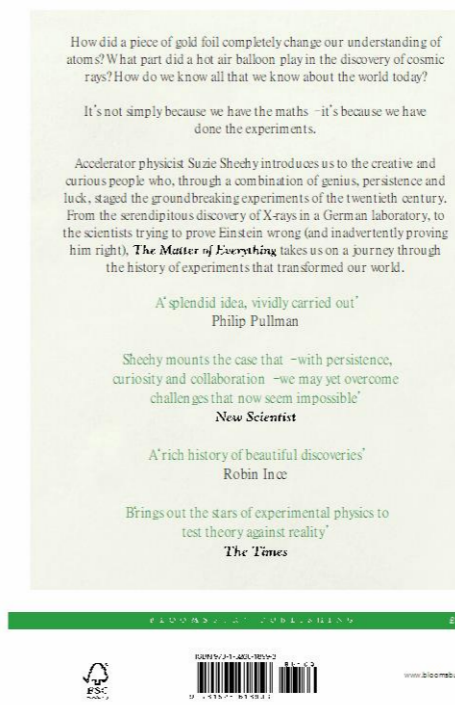 How did a piece of gold foil completely change our understanding of
atoms? What part did a hot air balloon play in the discovery of cosmic
rays? How do we know all that we know about the world today?
It's not simply because we have the maths – it's because we have
done the experiments.
Accelerator physicist Suzie Sheehy introduces us to the creative and
curious people who, through a combination of genius, persistence and
luck, staged the groundbreaking experiments of the twentieth century.
From the serendipitous discovery of X-rays in a German laboratory, to
the scientists trying to prove Einstein wrong (and inadvertently proving
him right), The Matter of Everything takes us on a journey through
the history of experiments that transformed our world.
A‘ splendid idea, vividly carried out’
Philip Pullman
Sheehy mounts the case that – with persistence,
curiosity and collaboration – we may yet overcome
challenges that now seem impossible’
New Scientist
A‘ rich history of beautiful discoveries’
Robin Ince
B‘rings out the stars of experimental physics to
test theory against reality’
The Times
BLOOMSBURY PUBLISHING
FSC
www.bloomsb